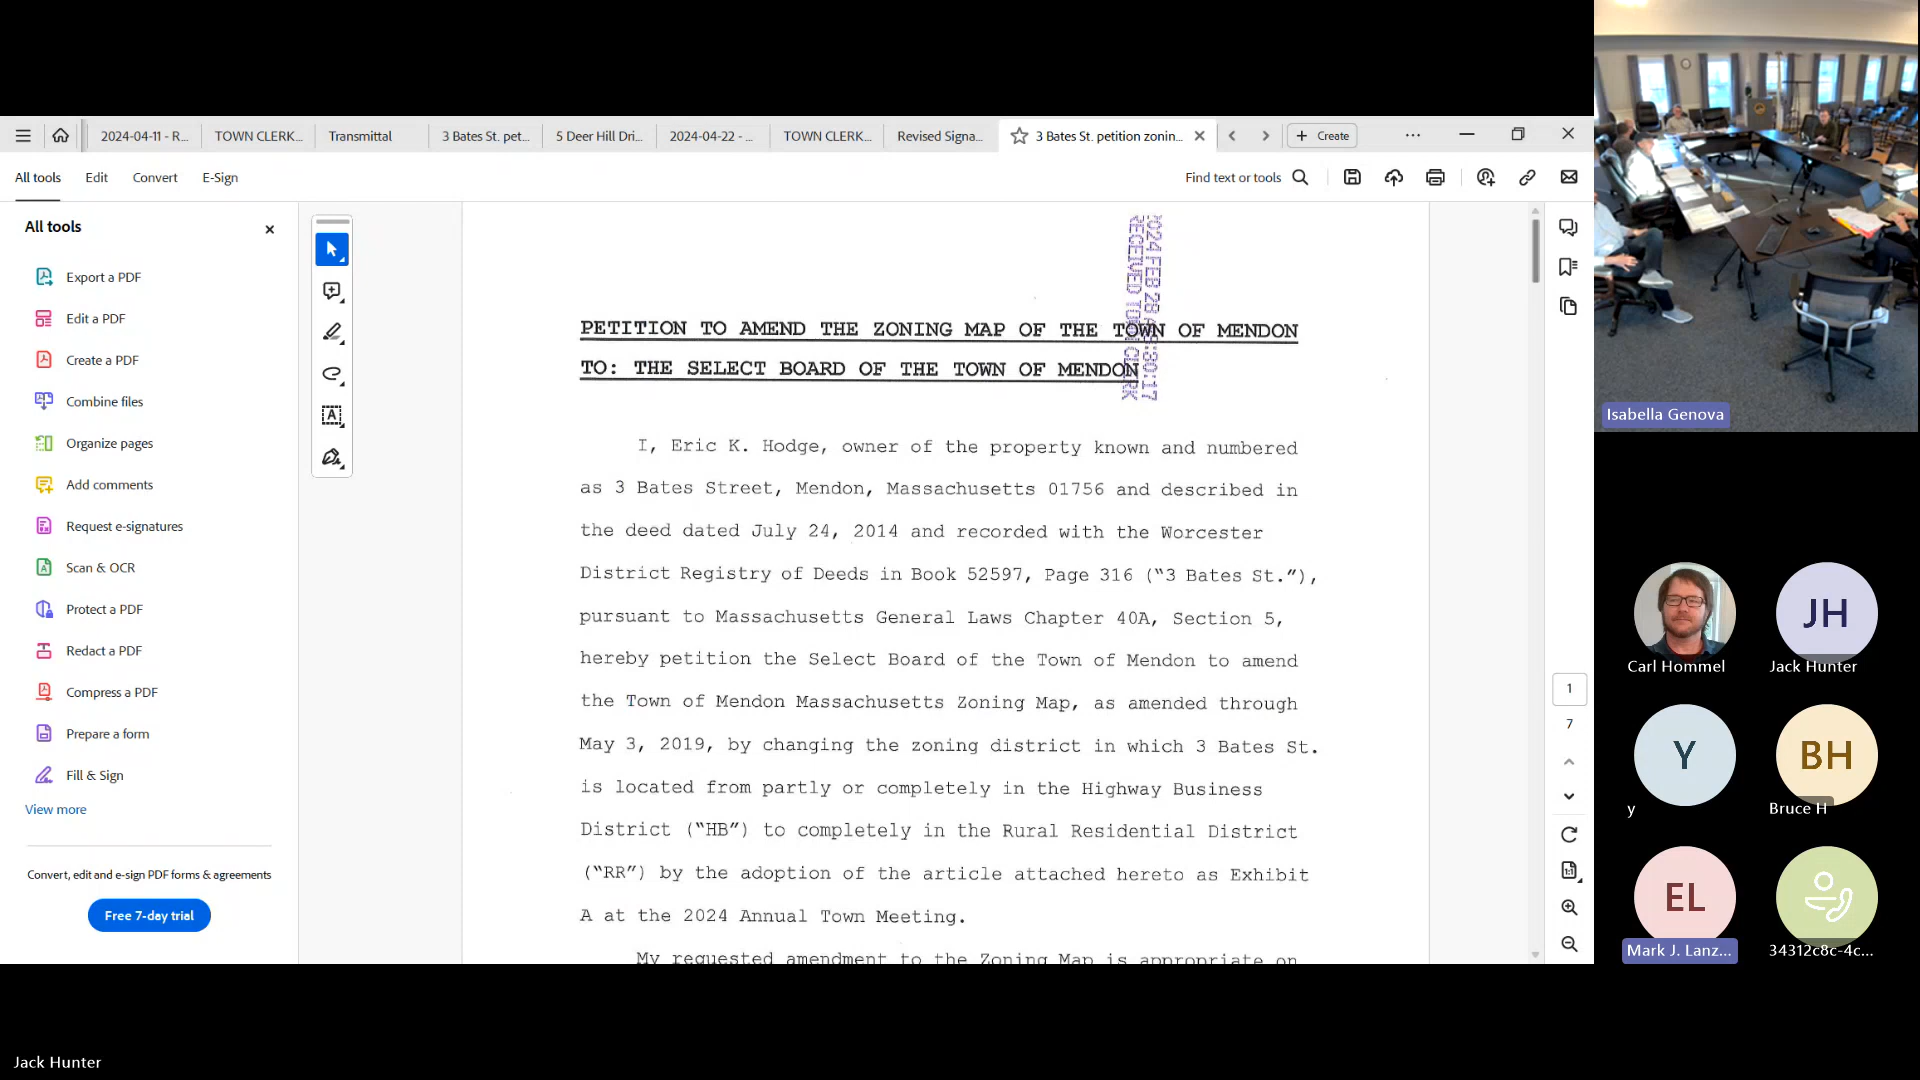 2024-04-11 - R...
TOWN CLERK...
Transmittal
3 Bates St. pet...
5 Deer Hill Dri...
2024-04-22 - ...
TOWN CLERK...
Revised Signa...
3 Bates St. petition zonin...
Create
All tools
Edit
Convert
E-Sign
Find text or tools
All tools
Export a PDF
Edit a PDF
Create a PDF
Combine files
Organize pages
Add comments
Request e-signatures
Scan & OCR
Protect a PDF
Redact a PDF
Compress a PDF
Prepare a form
Fill & Sign
View more
Convert, edit and e-sign PDF forms & agreements
Free 7-day trial
RECEIVED TOWN CLERK
PETITION TO AMEND THE ZONING MAP OF THE TOWN OF MENDON
TO: THE SELECT BOARD OF THE TOWN OF MENDON
I, Eric K. Hodge, owner of the property known and numbered
as 3 Bates Street, Mendon, Massachusetts 01756 and described in
the deed dated July 24, 2014 and recorded with the Worcester
District Registry of Deeds in Book 52597, Page 316 (“3 Bates St.”),
pursuant to Massachusetts General Laws Chapter 40A, Section 5,
hereby petition the Select Board of the Town of Mendon to amend
the Town of Mendon Massachusetts Zoning Map, as amended through
May 3, 2019, by changing the zoning district in which 3 Bates St.
is located from partly or completely in the Highway Business
District (“HB”) to completely in the Rural Residential District
(“RR”) by the adoption of the article attached hereto as Exhibit
A at the 2024 Annual Town Meeting.
My requested amendment to the Zoning Map is appropriate on
1
7
Isabella Genova
Carl Hommel
JH
Jack Hunter
Y
y
BH
Bruce H
EL
Mark J. Lanz...
34312c8c-4c...
Jack Hunter